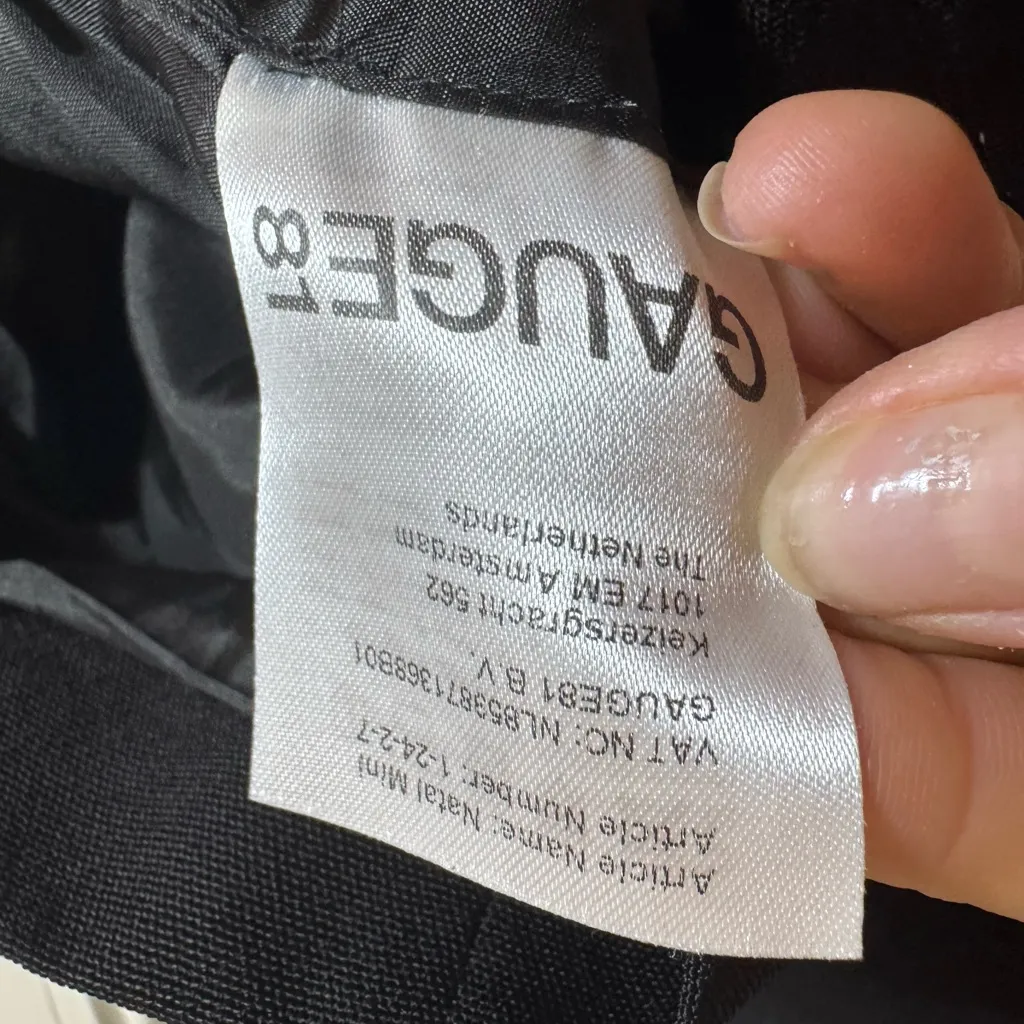 Article Name: Natal Mini
Article Number: 1-24-2-7
VAT NO: NL853871369B01
GAUGE81 B.V.
Keizersgracht 562
1017 EM Amsterdam
The Netherlands
GAUGE81